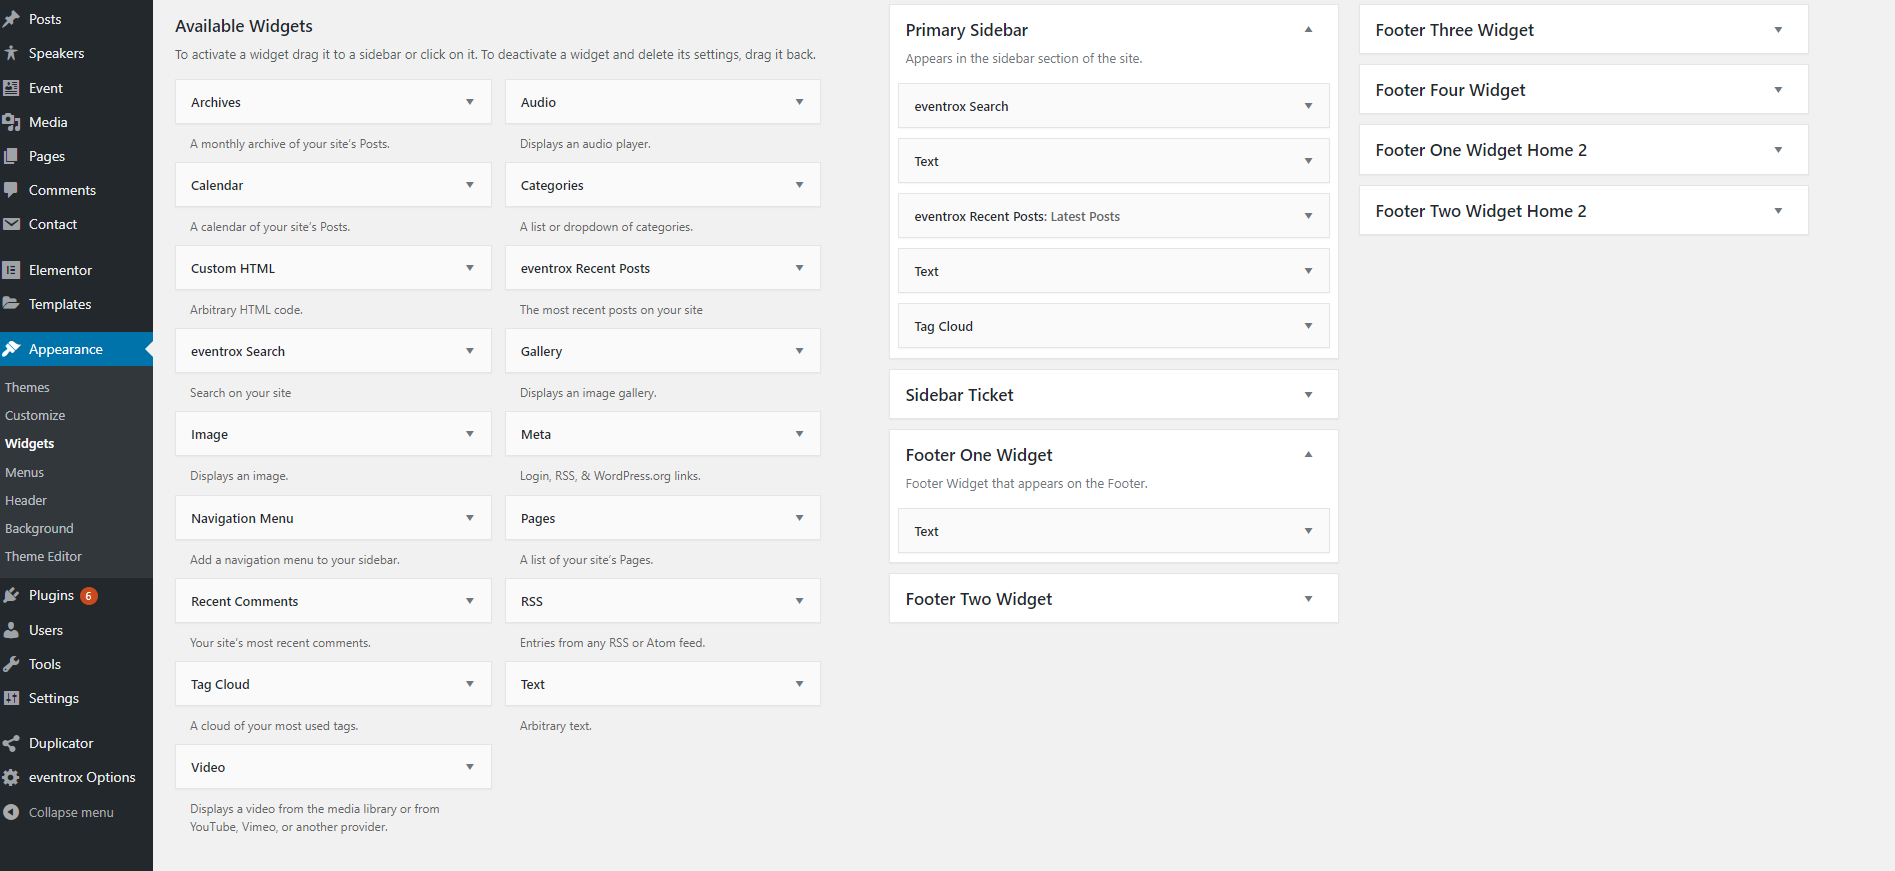 Posts
Speakers
Event
Media
Pages
Comments
Contact
Elementor
Templates
Appearance
Themes
Customize
Widgets
Menus
Header
Background
Theme Editor
Plugins 6
Users
Tools
Settings
Duplicator
eventrox Options
Collapse menu
Available Widgets
To activate a widget drag it to a sidebar or click on it. To deactivate a widget and delete its settings, drag it back.
Archives
A monthly archive of your site's Posts.
Audio
Displays an audio player.
Calendar
A calendar of your site's Posts.
Categories
A list or dropdown of categories.
Custom HTML
Arbitrary HTML code.
eventrox Recent Posts
The most recent posts on your site
eventrox Search
Search on your site
Gallery
Displays an image gallery.
Image
Displays an image.
Meta
Login, RSS, & WordPress.org links.
Navigation Menu
Add a navigation menu to your sidebar.
Pages
A list of your site's Pages.
Recent Comments
Your site's most recent comments.
RSS
Entries from any RSS or Atom feed.
Tag Cloud
A cloud of your most used tags.
Text
Arbitrary text.
Video
Displays a video from the media library or from
YouTube, Vimeo, or another provider.
Primary Sidebar
Appears in the sidebar section of the site.
eventrox Search
Text
eventrox Recent Posts: Latest Posts
Text
Tag Cloud
Sidebar Ticket
Footer One Widget
Footer Widget that appears on the Footer.
Text
Footer Two Widget
Footer Three Widget
Footer Four Widget
Footer One Widget Home 2
Footer Two Widget Home 2